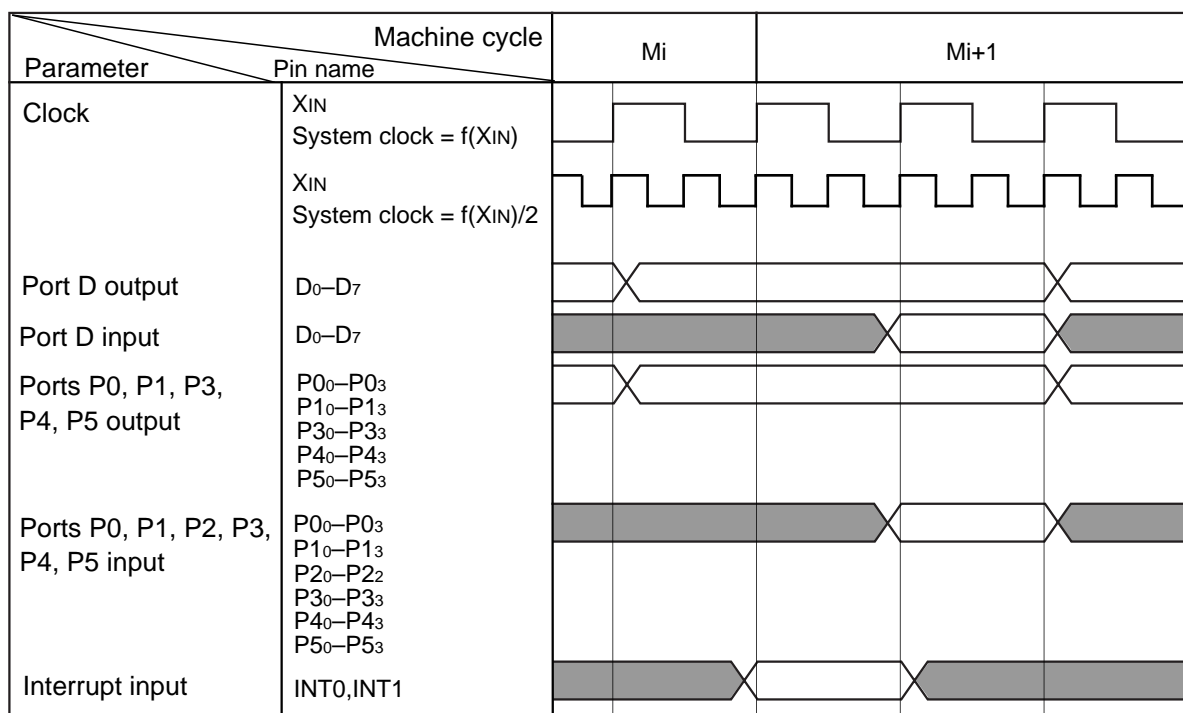 Machine cycle
Parameter
Pin name
Mi
Mi+1
Clock
XIN
System clock = f(XIN)
XIN
System clock = f(XIN)/2
Port D output
D0–D7
Port D input
D0–D7
Ports P0, P1, P3,
P4, P5 output
P00–P03
P10–P13
P30–P33
P40–P43
P50–P53
Ports P0, P1, P2, P3,
P4, P5 input
P00–P03
P10–P13
P20–P22
P30–P33
P40–P43
P50–P53
Interrupt input
INT0,INT1